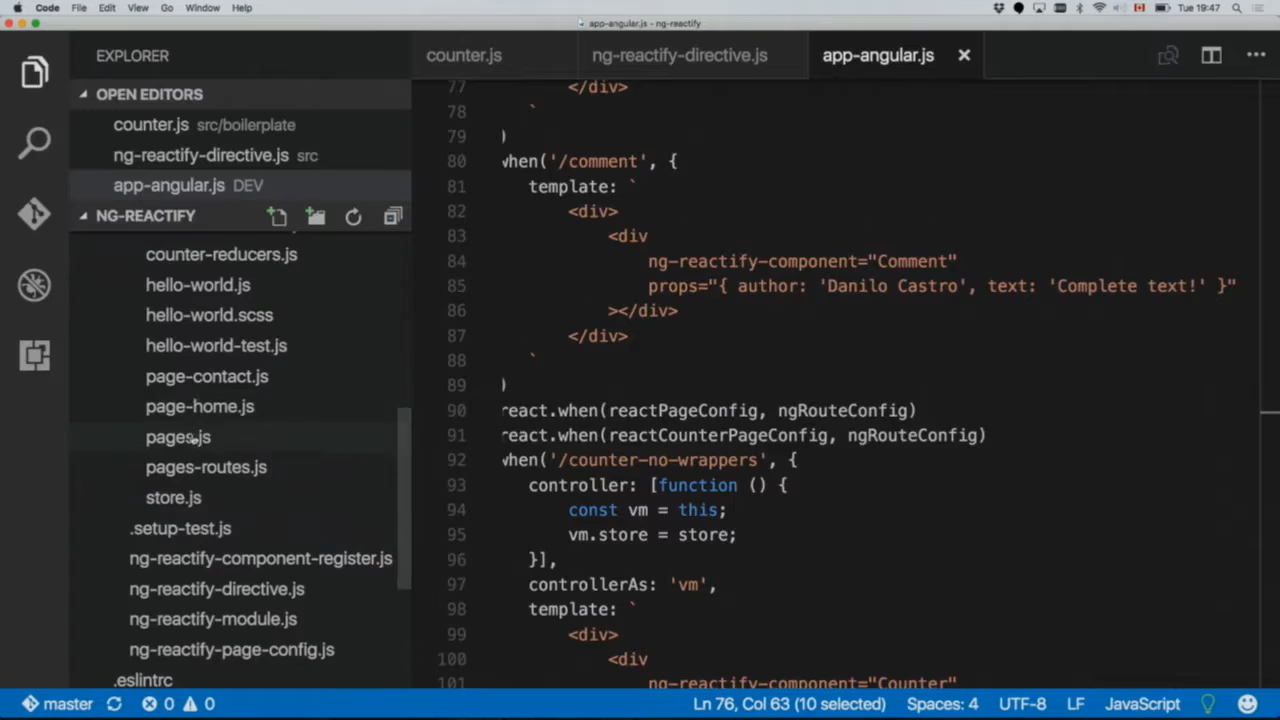 Code File Edit View Go Window Help Tue 19:47
app-angular.js - ng-reactify
EXPLORER
OPEN EDITORS
counter.js src/boilerplate
ng-reactify-directive.js src
app-angular.js DEV
NG-REACTIFY
counter-reducers.js
hello-world.js
hello-world.scss
hello-world-test.js
page-contact.js
page-home.js
pages.js
pages-routes.js
store.js
.setup-test.js
ng-reactify-component-register.js
ng-reactify-directive.js
ng-reactify-module.js
ng-reactify-page-config.js
.eslintrc
counter.js ng-reactify-directive.js app-angular.js
77 </div>
78 `
79 )
80 when('/comment', {
81 template: `
82 <div>
83 <div
84 ng-reactify-component="Comment"
85 props="{ author: 'Danilo Castro', text: 'Complete text!' }"
86 ></div>
87 </div>
88 `
89 )
90 react.when(reactPageConfig, ngRouteConfig)
91 react.when(reactCounterPageConfig, ngRouteConfig)
92 when('/counter-no-wrappers', {
93 controller: [function () {
94 const vm = this;
95 vm.store = store;
96 }],
97 controllerAs: 'vm',
98 template: `
99 <div>
100 <div
101 ng-reactify-component="Counter"
master 0 0 Ln 76, Col 63 (10 selected) Spaces: 4 UTF-8 LF JavaScript